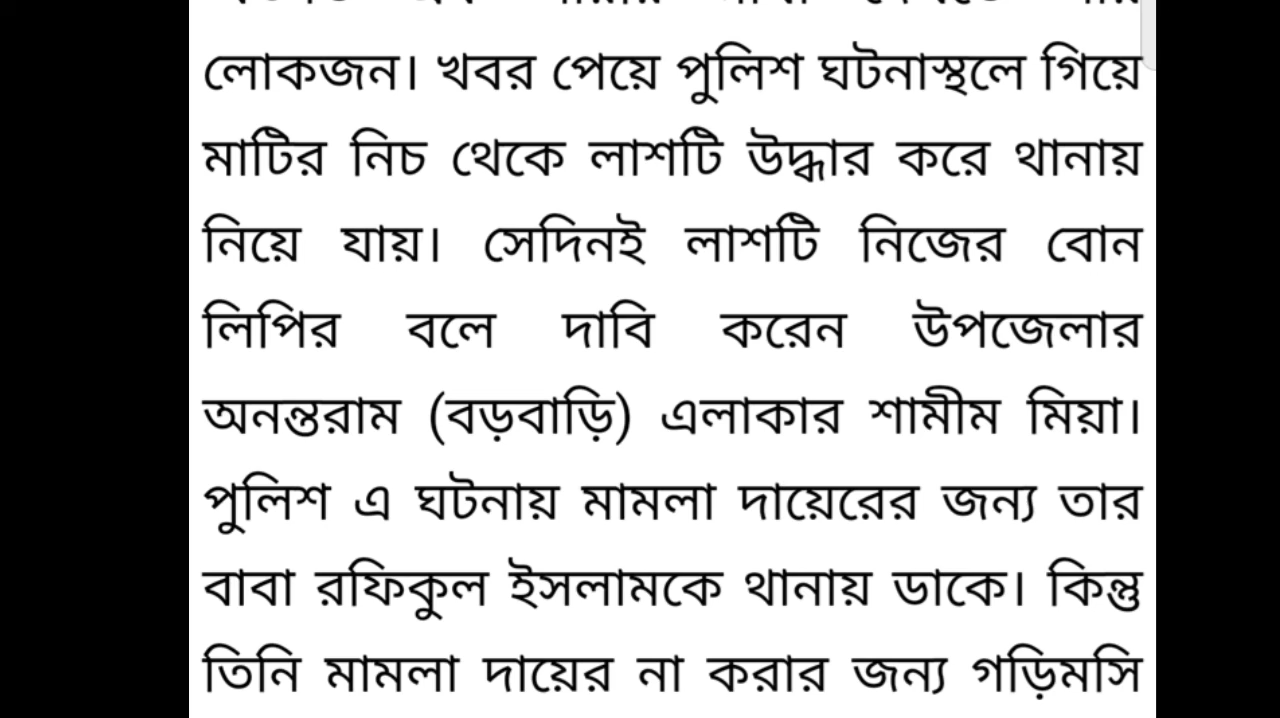 লোকজন। খবর পেয়ে পুলিশ ঘটনাস্থলে গিয়ে
মাটির নিচ থেকে লাশটি উদ্ধার করে থানায়
নিয়ে যায়। সেদিনই লাশটি নিজের বোন
লিপির বলে দাবি করেন উপজেলার
অনন্তরাম (বড়বাড়ি) এলাকার শামীম মিয়া।
পুলিশ এ ঘটনায় মামলা দায়েরের জন্য তার
বাবা রফিকুল ইসলামকে থানায় ডাকে। কিন্তু
তিনি মামলা দায়ের না করার জন্য গড়িমসি